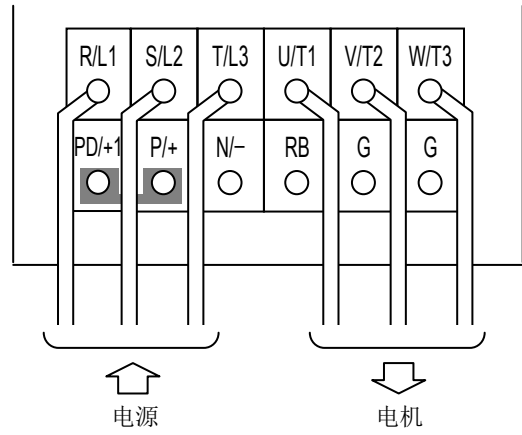 R/L1 S/L2 T/L3 U/T1 V/T2 W/T3
PD/+1 P/+ N/− RB G G
电源 电机